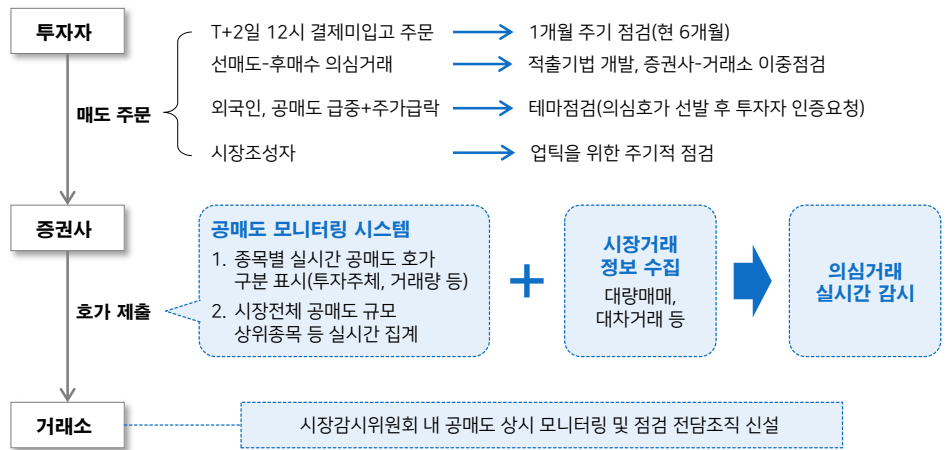 투자자
매도 주문
T+2일 12시 결제미입고 주문
1개월 주기 점검(현 6개월)
선매도-후매수 의심거래
적출기법 개발, 증권사-거래소 이중점검
외국인, 공매도 급중+주가급락
테마점검(의심호가 선발 후 투자자 인증요청)
시장조성자
업틱을 위한 주기적 점검
증권사
호가 제출
공매도 모니터링 시스템
1. 종목별 실시간 공매도 호가
구분 표시(투자주체, 거래량 등)
2. 시장전체 공매도 규모
상위종목 등 실시간 집계
+
시장거래
정보 수집
대량매매,
대차거래 등
의심거래
실시간 감시
거래소
시장감시위원회 내 공매도 상시 모니터링 및 점검 전담조직 신설